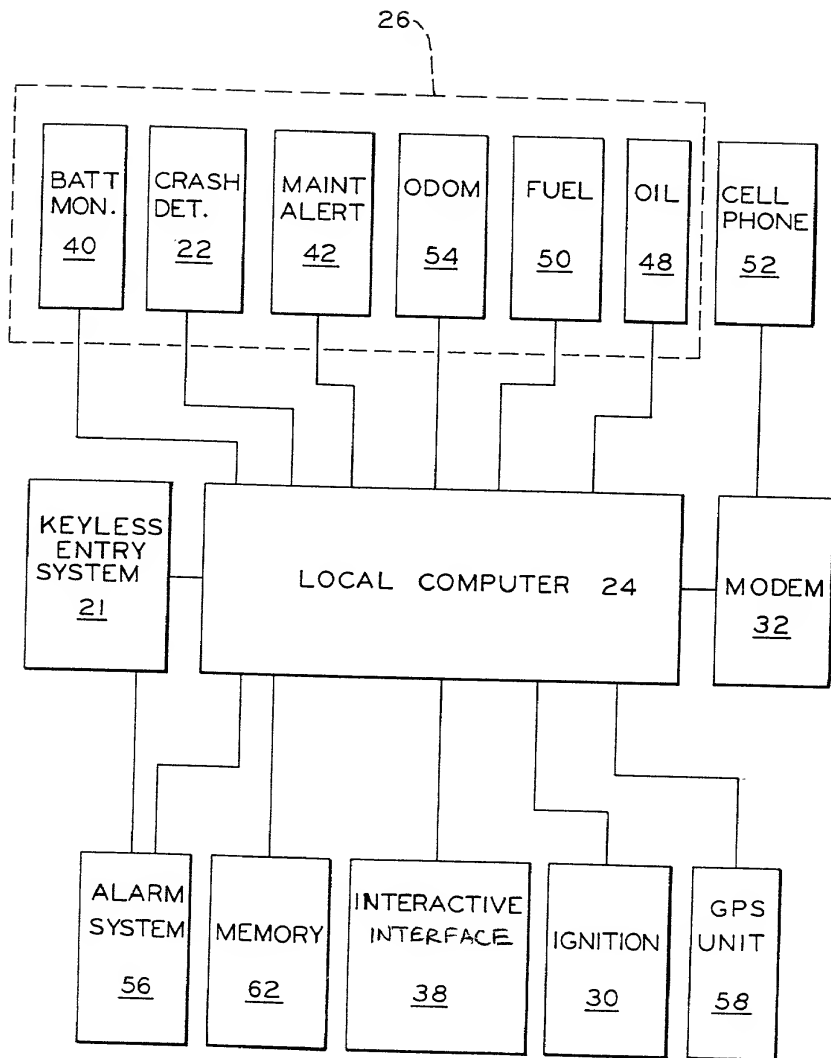 26
BATT
MON.
40
CRASH
DET.
22
MAINT
ALERT
42
ODOM
54
FUEL
50
OIL
48
CELL
PHONE
52
KEYLESS
ENTRY
SYSTEM
21
LOCAL COMPUTER 24
MODEM
32
ALARM
SYSTEM
56
MEMORY
62
INTERACTIVE
INTERFACE
38
IGNITION
30
GPS
UNIT
58